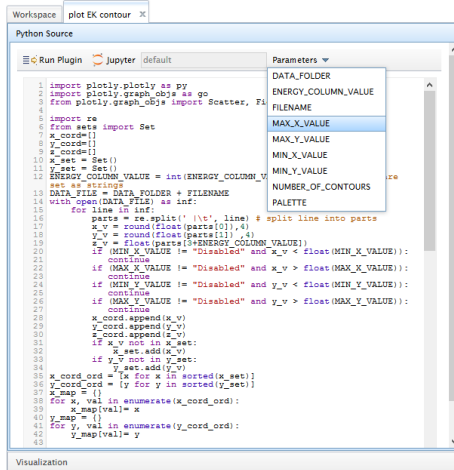 Workspace
plot EK contour
Python Source
Run Plugin
Jupyter
default
Parameters
DATA_FOLDER
ENERGY_COLUMN_VALUE
FILENAME
MAX_X_VALUE
MAX_Y_VALUE
MIN_X_VALUE
MIN_Y_VALUE
NUMBER_OF_CONTOURS
PALETTE
1 import plotly.plotly as py
2 import plotly.graph_objs as go
3 from plotly.graph_objs import Scatter, Fi
4
5 import re
6 from sets import Set
7 x_cord=[]
8 y_cord=[]
9 z_cord=[]
10 x_set = Set()
11 y_set = Set()
12 ENERGY_COLUMN_VALUE = int(ENERGY_COLUMN_V are
set as strings
13 DATA_FILE = DATA_FOLDER + FILENAME
14 with open(DATA_FILE) as inf:
15 for line in inf:
16 parts = re.split(' |\t', line) # split line into parts
17 x_v = round(float(parts[0]),4)
18 y_v = round(float(parts[1]) ,4)
19 z_v = float(parts[3+ENERGY_COLUMN_VALUE])
20 if (MIN_X_VALUE != "Disabled" and x_v < float(MIN_X_VALUE)):
21 continue
22 if (MAX_X_VALUE != "Disabled" and x_v > float(MAX_X_VALUE)):
23 continue
24 if (MIN_Y_VALUE != "Disabled" and y_v < float(MIN_Y_VALUE)):
25 continue
26 if (MAX_Y_VALUE != "Disabled" and y_v > float(MAX_Y_VALUE)):
27 continue
28 x_cord.append(x_v)
29 y_cord.append(y_v)
30 z_cord.append(z_v)
31 if x_v not in x_set:
32 x_set.add(x_v)
33 if y_v not in y_set:
34 y_set.add(y_v)
35 x_cord_ord = [x for x in sorted(x_set)]
36 y_cord_ord = [y for y in sorted(y_set)]
37 x_map = {}
38 for x, val in enumerate(x_cord_ord):
39 x_map[val]= x
40 y_map = {}
41 for y, val in enumerate(y_cord_ord):
42 y_map[val]= y
43
Visualization